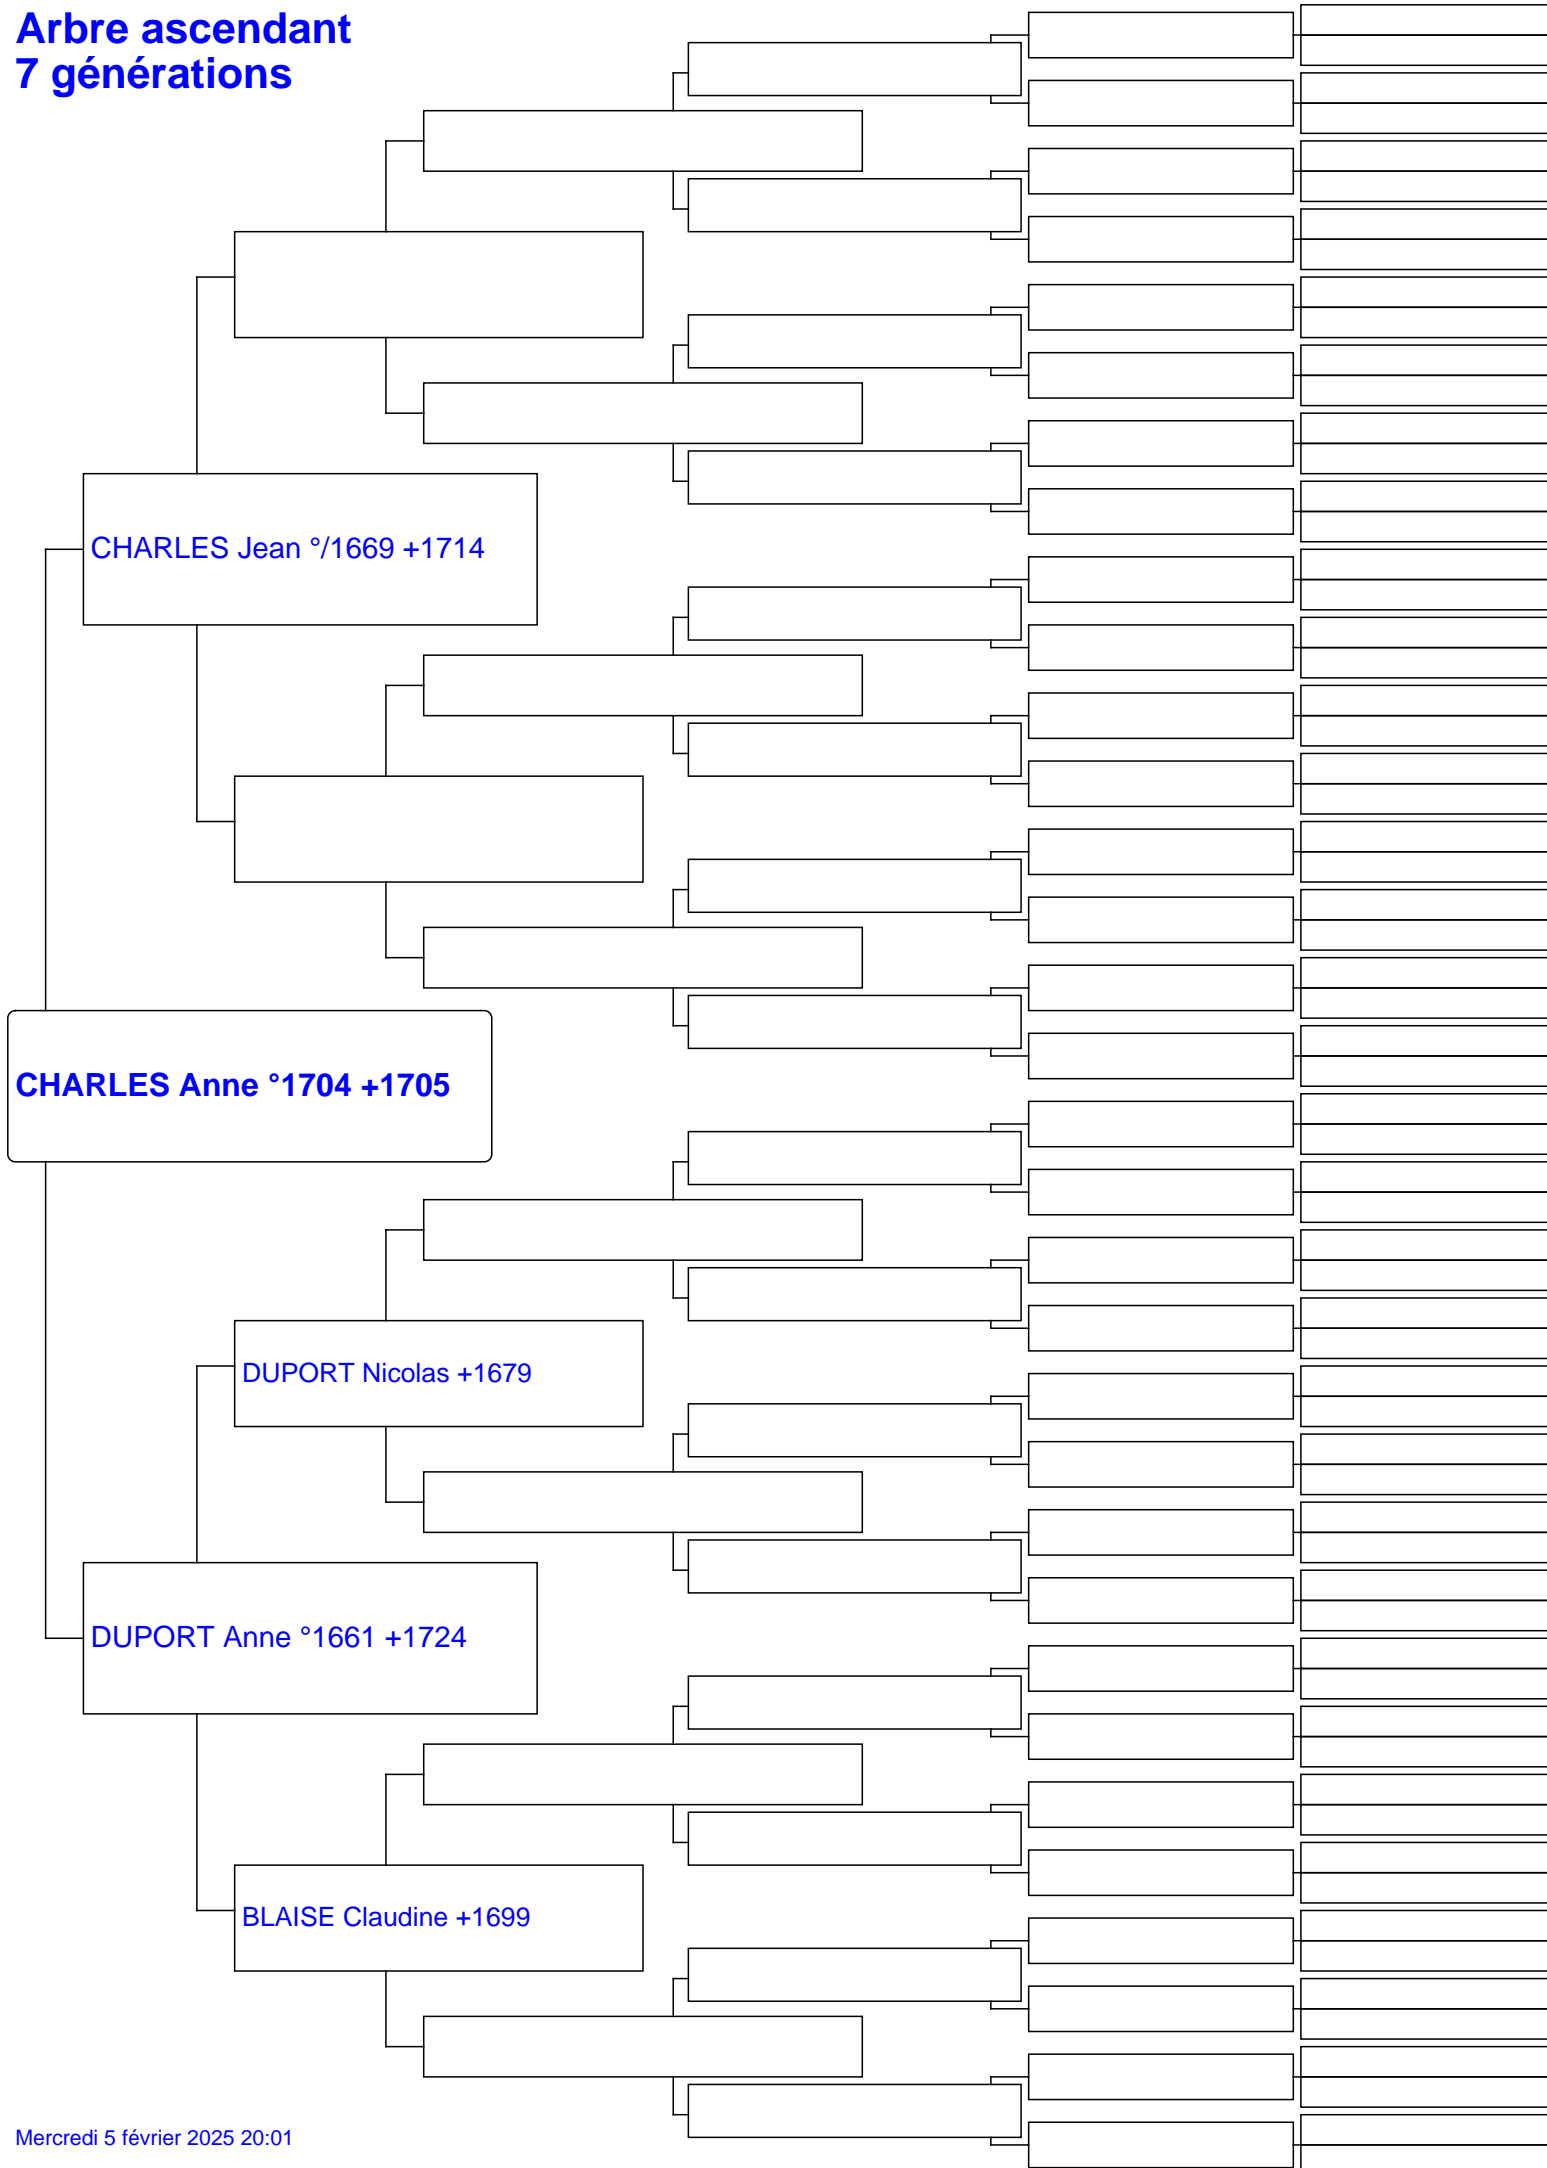 Arbre ascendant
7 générations
CHARLES Jean °/1669 +1714
CHARLES Anne °1704 +1705
DUPORT Nicolas +1679
DUPORT Anne °1661 +1724
BLAISE Claudine +1699
Mercredi 5 février 2025 20:01